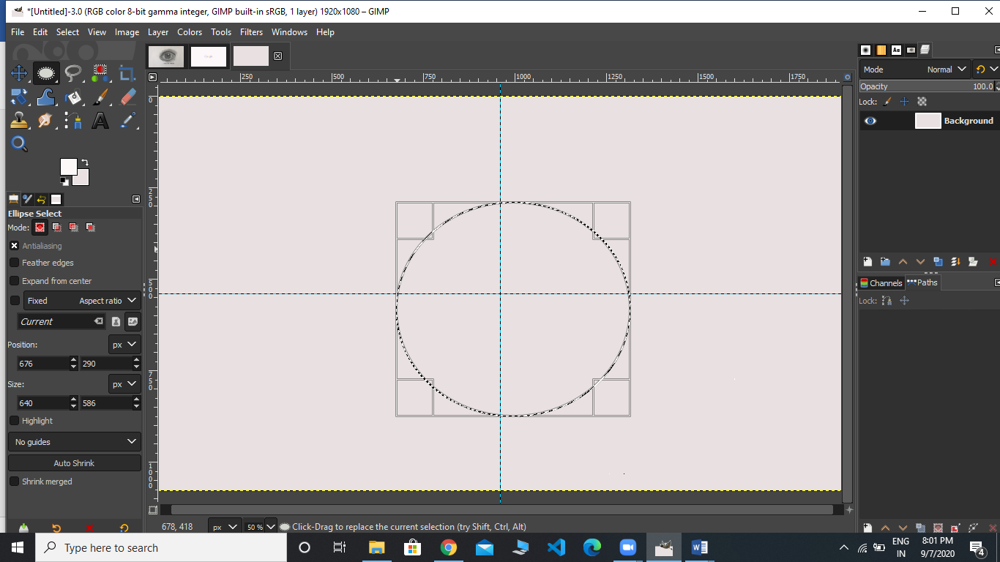 *[Untitled]-3.0 (RGB color 8-bit gamma integer, GIMP built-in sRGB, 1 layer) 1920x1080 – GIMP
File Edit Select View Image Layer Colors Tools Filters Windows Help
250 500 750 1000 1250 1500 1750
0
250
500
750
1000
Ellipse Select
Mode:
Antialiasing
Feather edges
Expand from center
Fixed Aspect ratio
Current
Position: px
676 290
Size: px
640 586
Highlight
No guides
Auto Shrink
Shrink merged
678, 418 px 50 % Click-Drag to replace the current selection (try Shift, Ctrl, Alt)
Aa
Mode Normal
Opacity 100.0
Lock:
Background
Channels Paths
Lock:
Type here to search
ENG
IN
8:01 PM
9/7/2020
4